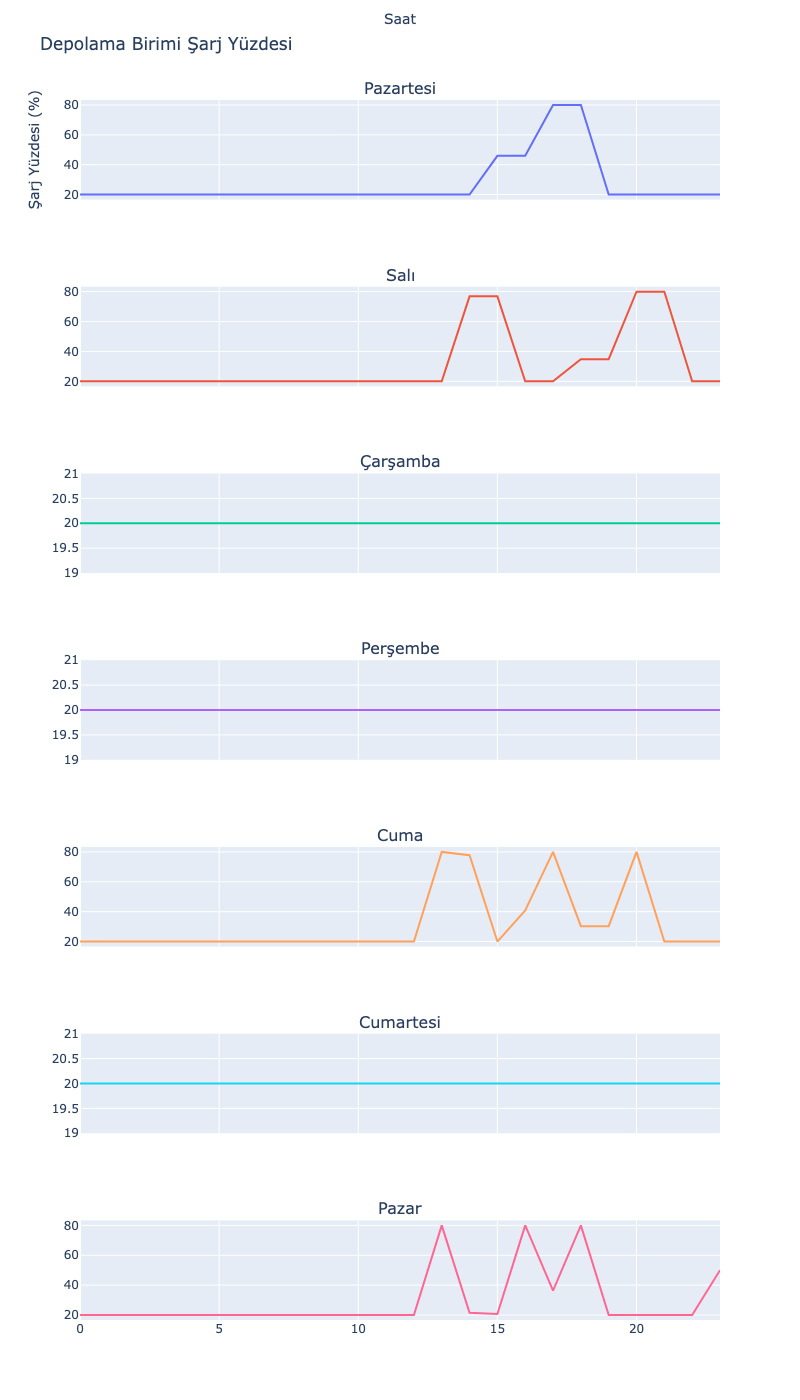 Saat
Depolama Birimi Şarj Yüzdesi
Pazartesi
Şarj Yüzdesi (%)
80
60
40
20
Salı
80
60
40
20
Çarşamba
21
20.5
20
19.5
19
Perşembe
21
20.5
20
19.5
19
Cuma
80
60
40
20
Cumartesi
21
20.5
20
19.5
19
Pazar
80
60
40
20
0 5 10 15 20